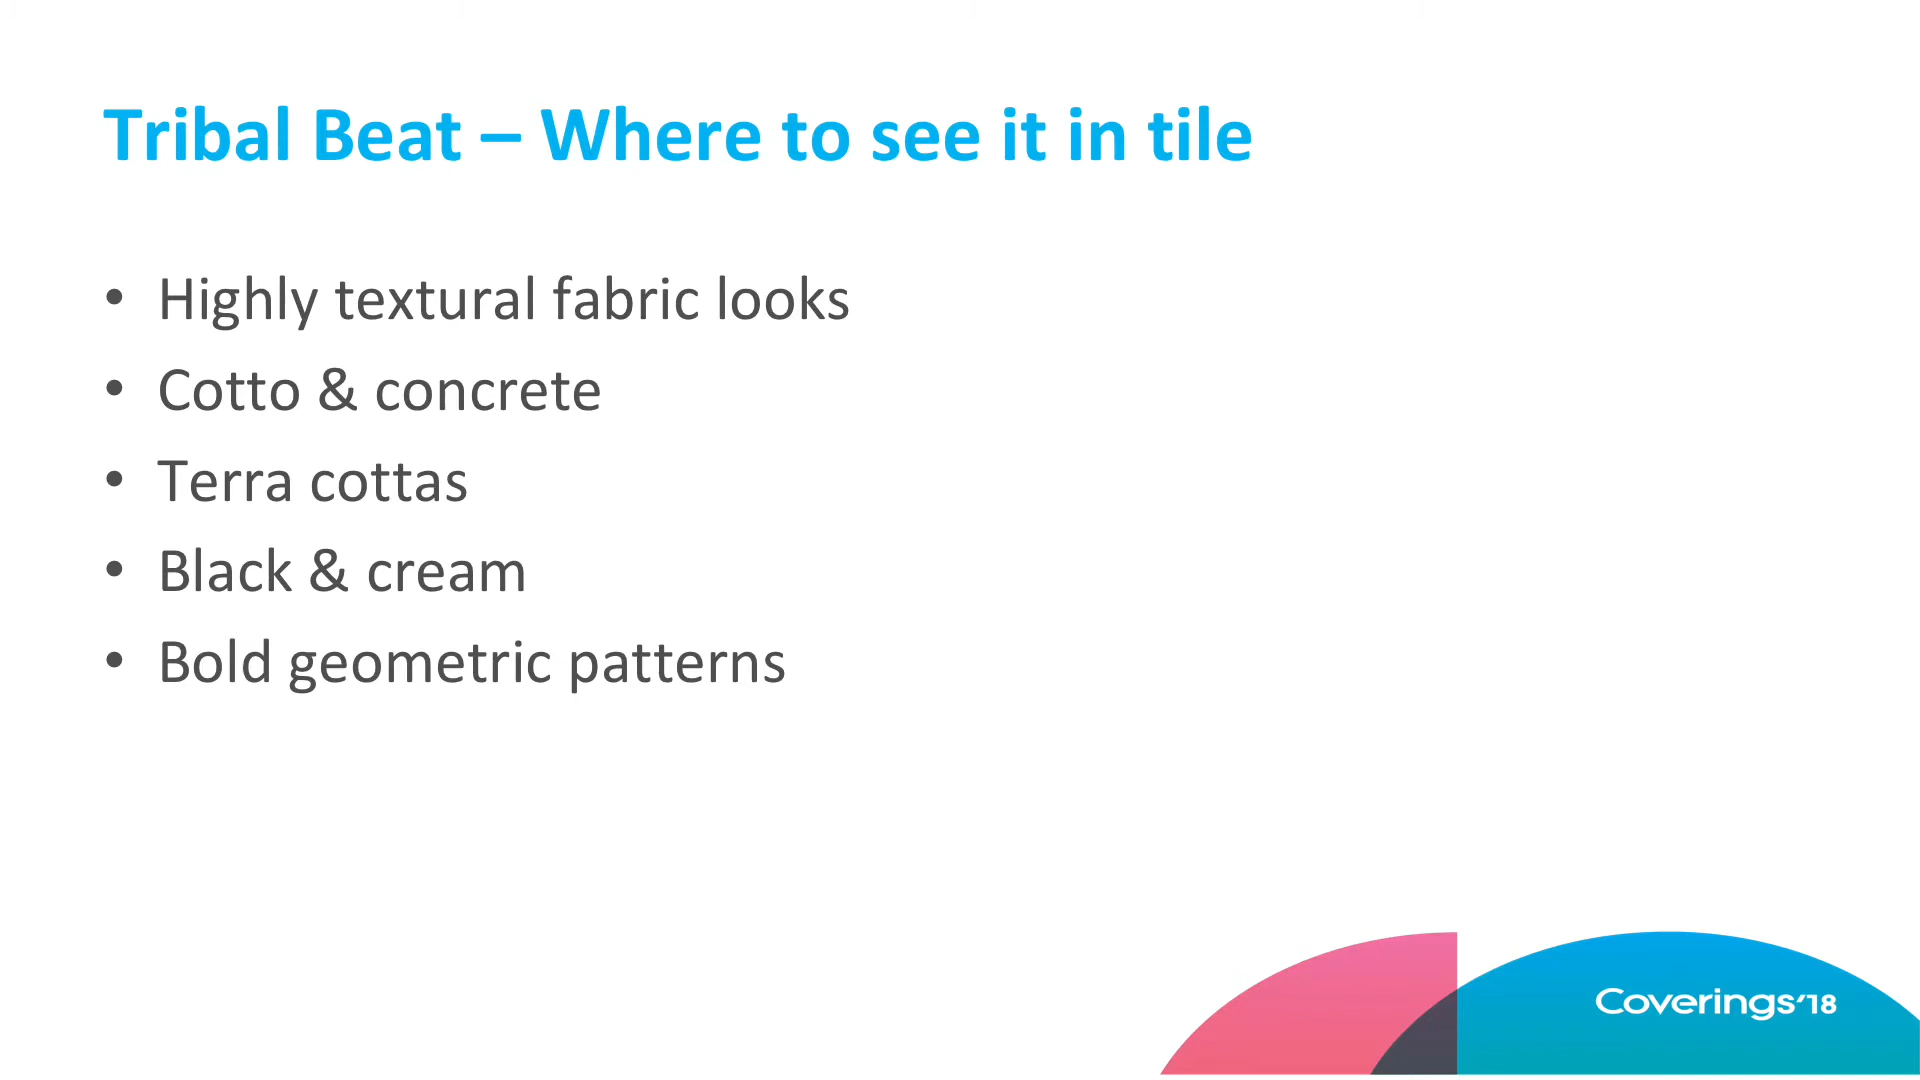 Tribal Beat – Where to see it in tile
• Highly textural fabric looks
• Cotto & concrete
• Terra cottas
• Black & cream
• Bold geometric patterns
Coverings'18